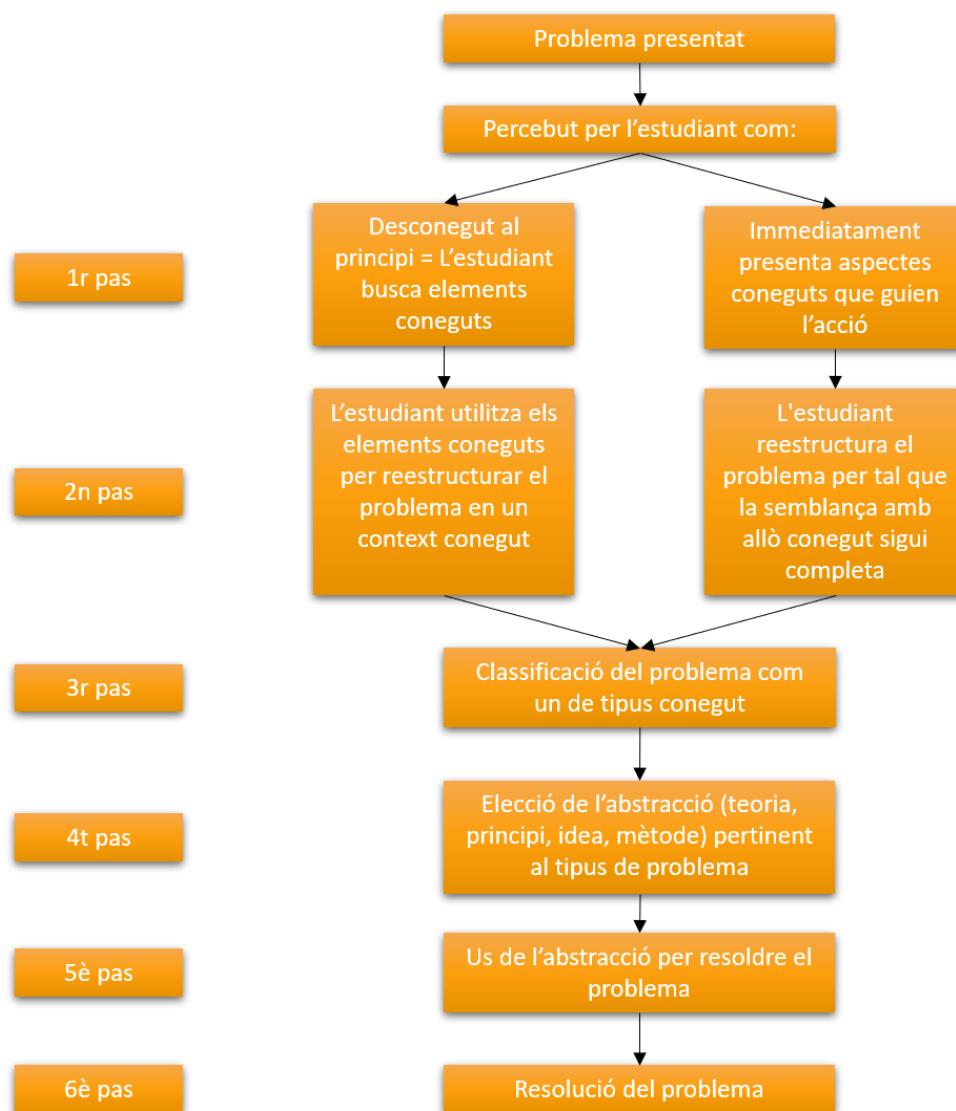 Problema presentat
Percebut per l’estudiant com:
1r pas
Desconegut al
principi = L’estudiant
busca elements
coneguts
Immediatament
presenta aspectes
coneguts que guien
l’acció
2n pas
L’estudiant utilitza els
elements coneguts
per reestructurar el
problema en un
context conegut
L'estudiant
reestructura el
problema per tal que
la semblança amb
allò conegut sigui
completa
3r pas
Classificació del problema com
un de tipus conegut
4t pas
Elecció de l’abstracció (teoria,
principi, idea, mètode) pertinent
al tipus de problema
5è pas
Us de l’abstracció per resoldre el
problema
6è pas
Resolució del problema